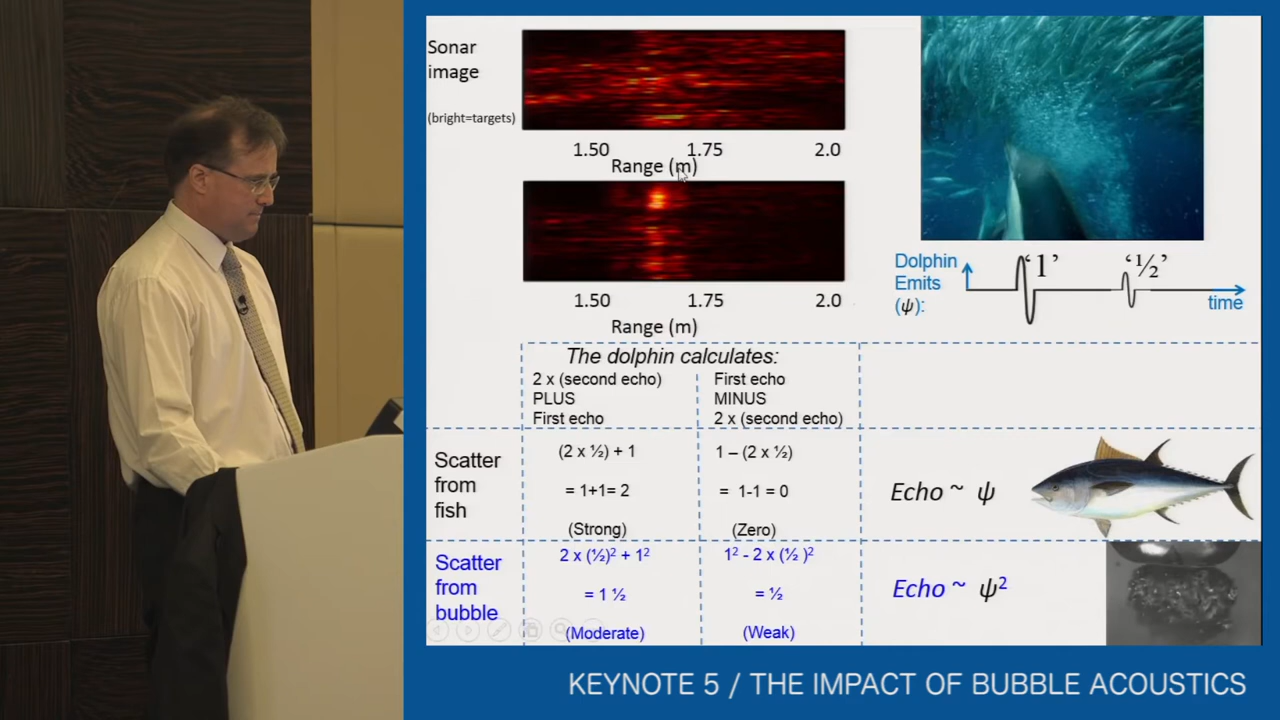 Sonar
image
(bright=targets)
1.50 1.75 2.0
Range (m)
1.50 1.75 2.0
Range (m)
Dolphin
Emits
(ψ):
‘1’ ‘½’
time
The dolphin calculates:
2 x (second echo)
PLUS
First echo
First echo
MINUS
2 x (second echo)
Scatter
from
fish
(2 x ½) + 1
= 1+1= 2
(Strong)
1 – (2 x ½)
= 1-1 = 0
(Zero)
Echo ~ ψ
Scatter
from
bubble
2 x (½)² + 1²
= 1 ½
(Moderate)
1² - 2 x (½ )²
= ½
(Weak)
Echo ~ ψ²
KEYNOTE 5 / THE IMPACT OF BUBBLE ACOUSTICS